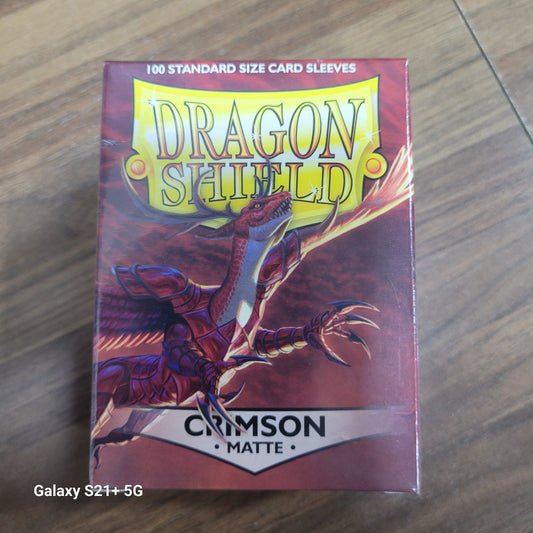 100 STANDARD SIZE CARD SLEEVES
DRAGON
SHIELD
CRIMSON
• MATTE •
Galaxy S21+ 5G